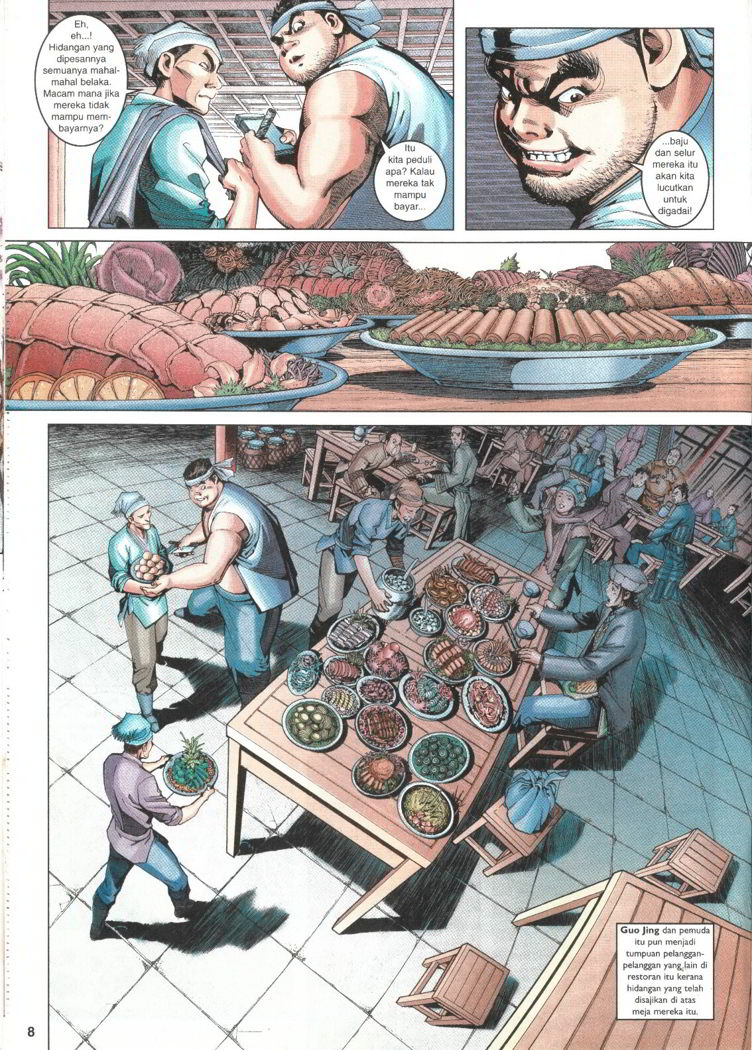 Eh,
eh...!
Hidangan yang
dipesannya
semuanya mahal-
mahal belaka.
Macam mana jika
mereka tidak
mampu mem-
bayarnya?
Itu
kita peduli
apa? Kalau
mereka tak
mampu
bayar...
...baju
dan selur
mereka itu
akan kita
lucutkan
untuk
digadai!
Guo Jing dan pemuda
itu pun menjadi
tumpuan pelanggan-
pelanggan yang lain di
restoran itu kerana
hidangan yang telah
disajikan di atas
meja mereka itu.
8